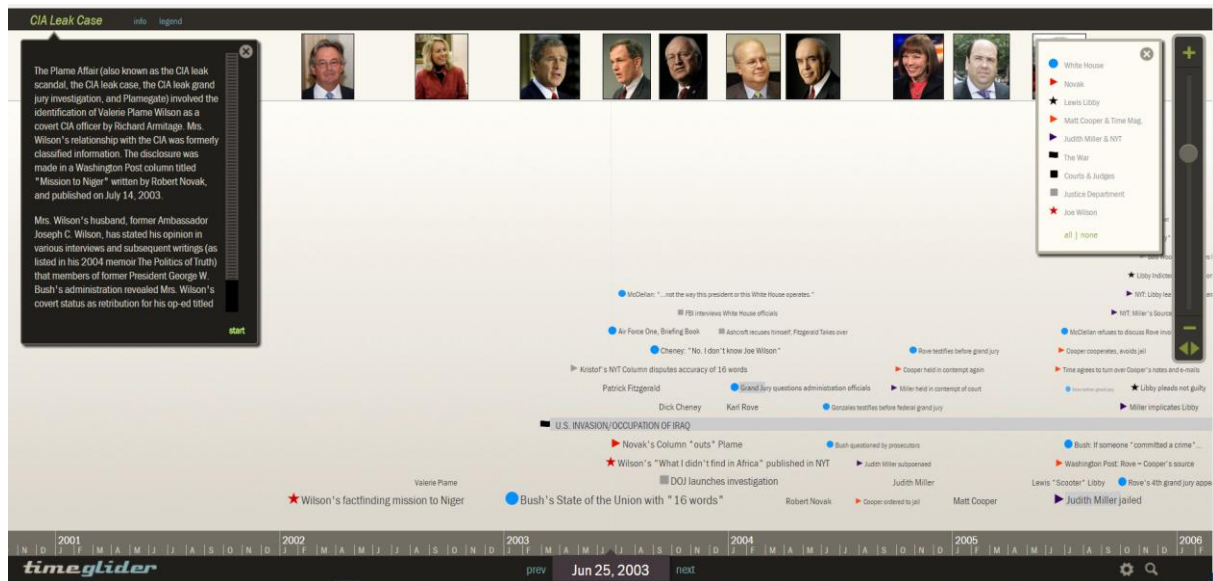 CIA Leak Case info legend
The Plame Affair (also known as the CIA leak
scandal, the CIA leak case, the CIA leak grand
jury investigation, and Plamegate) involved the
identification of Valerie Plame Wilson as a
covert CIA officer by Richard Armitage. Mrs.
Wilson's relationship with the CIA was formerly
classified information. The disclosure was
made in a Washington Post column titled
"Mission to Niger" written by Robert Novak,
and published on July 14, 2003.
Mrs. Wilson's husband, former Ambassador
Joseph C. Wilson, has stated his opinion in
various interviews and subsequent writings (as
listed in his 2004 memoir The Politics of Truth)
that members of former President George W.
Bush's administration revealed Mrs. Wilson's
covert status as retribution for his op-ed titled
start
White House
Novak
Lewis Libby
Matt Cooper & Time Mag.
Judith Miller & NYT
The War
Courts & Judges
Justice Department
Joe Wilson
all | none
Libby Indicted
McClellan: "...not the way this president or this White House operates."
NYT: Libby
FBI interviews White House officials
NYT: Miller's Source
Air Force One, Briefing Book
Ashcroft recuses himself, Fitzgerald Takes over
McClellan refuses to discuss Rove
Cheney: "No. I don't know Joe Wilson"
Rove testifies before grand jury
Cooper cooperates, avoids jail
Kristof's NYT Column disputes accuracy of 16 words
Cooper held in contempt again
Time agrees to turn over Cooper's notes and e-mails
Patrick Fitzgerald
Grand Jury questions administration officials
Miller held in contempt of court
Libby pleads not guilty
Dick Cheney
Karl Rove
Gonzales testifies before federal grand jury
Miller implicates Libby
U.S. INVASION/OCCUPATION OF IRAQ
Novak's Column "outs" Plame
Bush questioned by prosecutors
Bush: If someone "committed a crime"...
Wilson's "What I didn't find in Africa" published in NYT
Judith Miller subpoenaed
Washington Post: Rove = Cooper's source
Valerie Plame
DOJ launches investigation
Judith Miller
Lewis "Scooter" Libby
Rove's 4th grand jury appea
Wilson's factfinding mission to Niger
Bush's State of the Union with "16 words"
Robert Novak
Cooper ordered to jail
Matt Cooper
Judith Miller jailed
2001 2002 2003 2004 2005 2006
N D J F M A M J J A S O N D J F M A M J J A S O N D J F M A M J J A S O N D J F M A M J J A S O N D J F M A M J J A S O N D J F
timeglider prev Jun 25, 2003 next